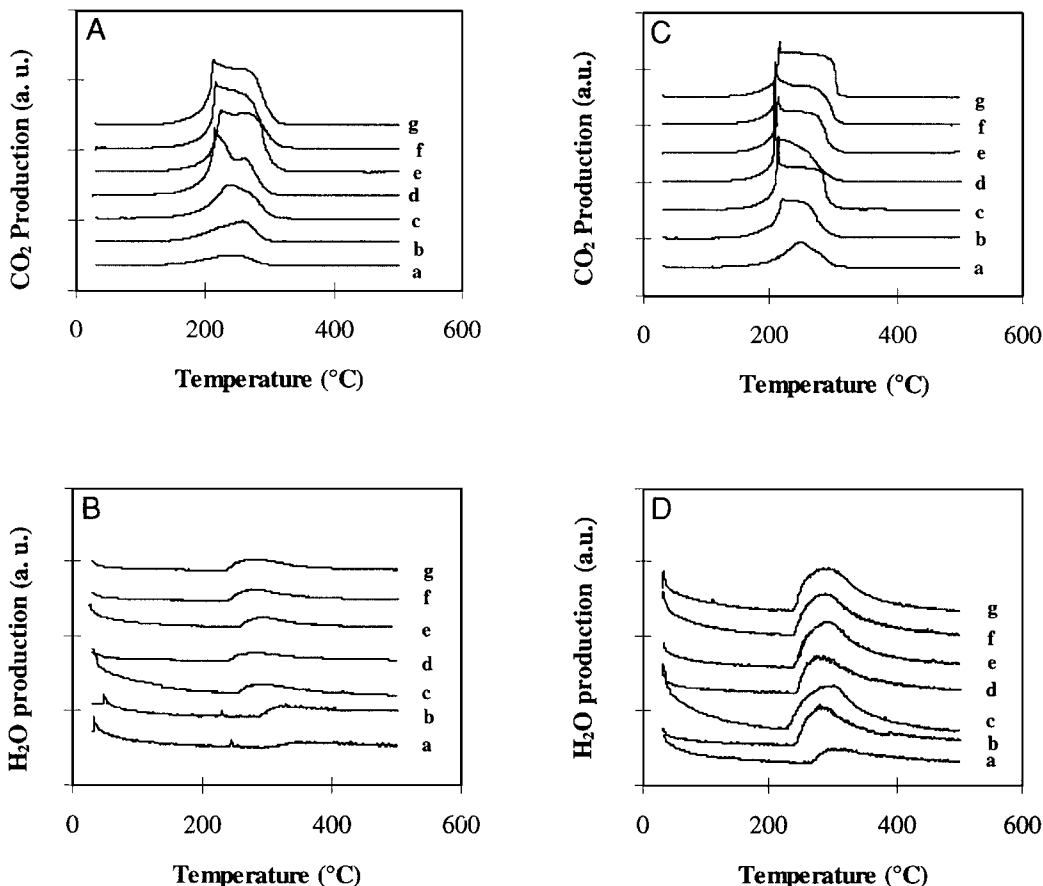 A
CO₂ Production (a. u.)
g
f
e
d
c
b
a
0 200 400 600
Temperature (°C)
C
CO₂ Production (a.u.)
g
f
e
d
c
b
a
0 200 400 600
Temperature (°C)
B
H₂O production (a. u.)
g
f
e
d
c
b
a
0 200 400 600
Temperature (°C)
D
H₂O production (a.u.)
g
f
e
d
c
b
a
0 200 400 600
Temperature (°C)